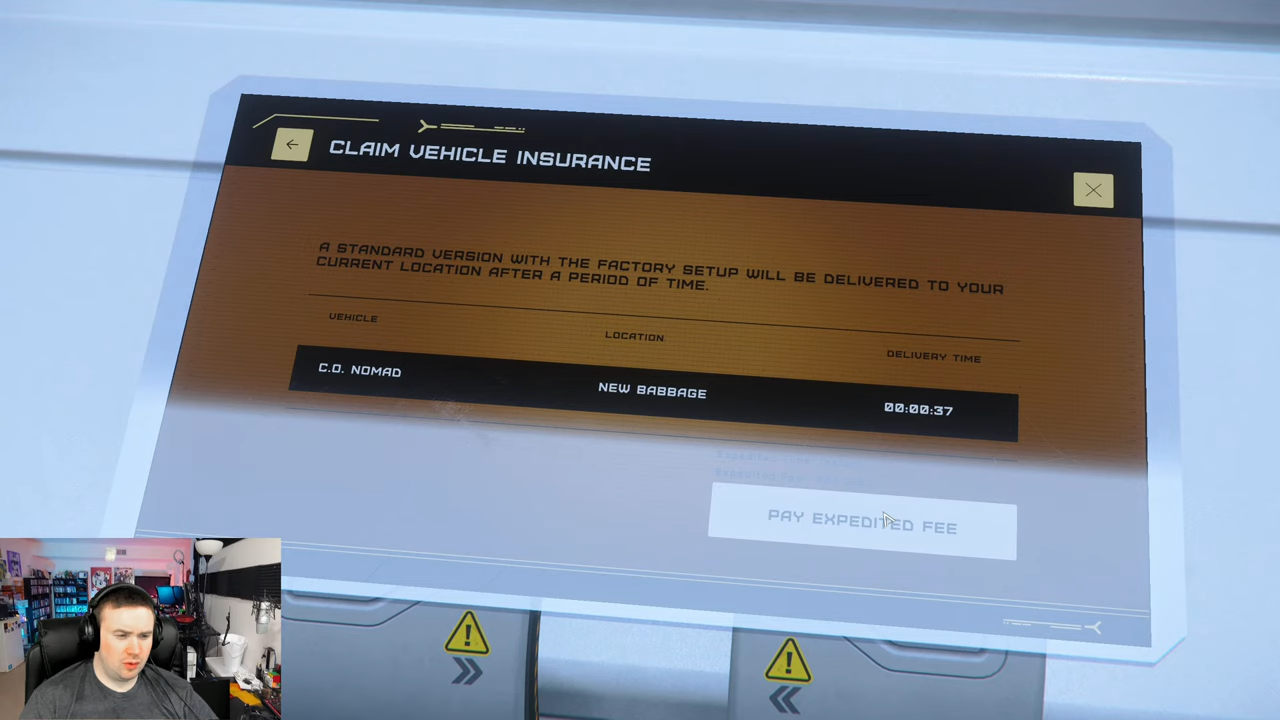 CLAIM VEHICLE INSURANCE
A STANDARD VERSION WITH THE FACTORY SETUP WILL BE DELIVERED TO YOUR
CURRENT LOCATION AFTER A PERIOD OF TIME.
VEHICLE LOCATION DELIVERY TIME
C.O. NOMAD NEW BABBAGE 00:00:37
PAY EXPEDITED FEE